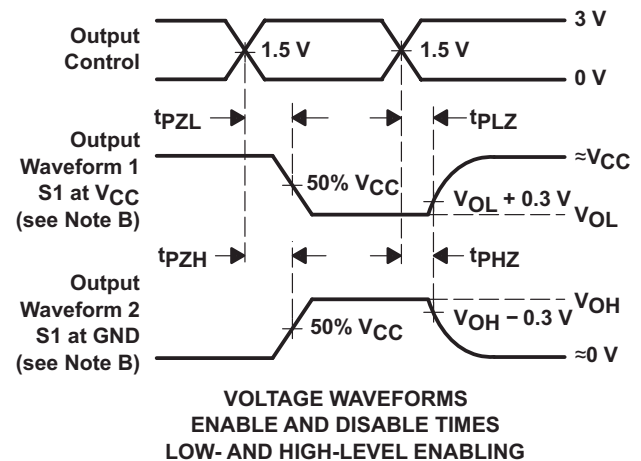 Output
Control
1.5 V
1.5 V
3 V
0 V
tPZL
tPLZ
Output
Waveform 1
S1 at VCC
(see Note B)
50% VCC
VOL + 0.3 V
≈VCC
VOL
tPZH
tPHZ
Output
Waveform 2
S1 at GND
(see Note B)
50% VCC
VOH − 0.3 V
VOH
≈0 V
VOLTAGE WAVEFORMS
ENABLE AND DISABLE TIMES
LOW- AND HIGH-LEVEL ENABLING